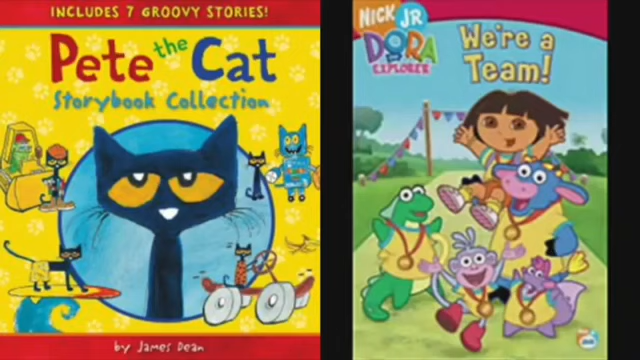 INCLUDES 7 GROOVY STORIES!
Pete the Cat
Storybook Collection
by James Dean
NICK JR
DORA
the
EXPLORER
We're a
Team!